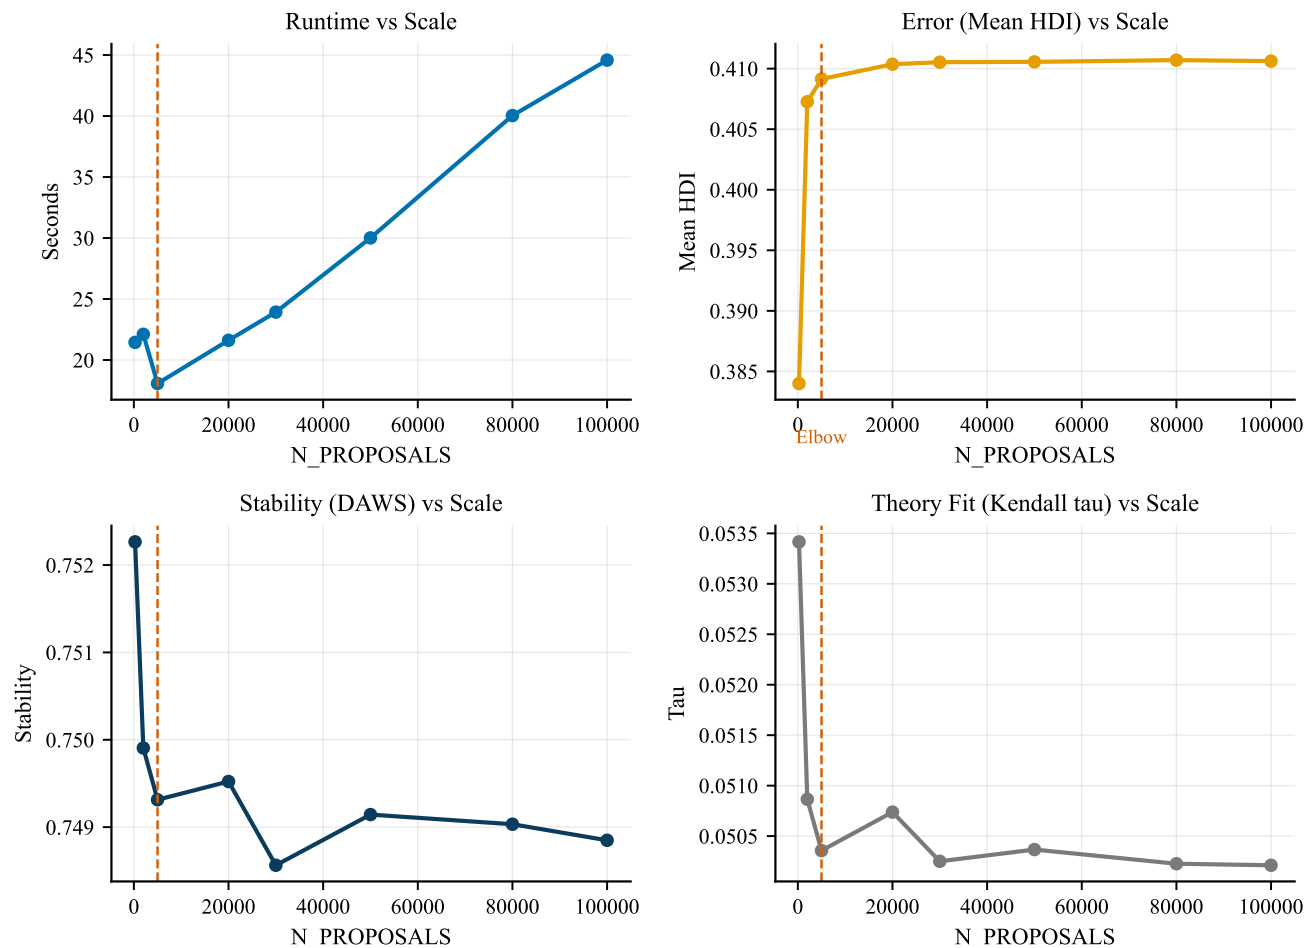 Runtime vs Scale
45
40
35
30
25
20
Seconds
0 20000 40000 60000 80000 100000
N_PROPOSALS
Error (Mean HDI) vs Scale
0.410
0.405
0.400
0.395
0.390
0.385
Mean HDI
0 20000 40000 60000 80000 100000
Elbow
N_PROPOSALS
Stability (DAWS) vs Scale
0.752
0.751
0.750
0.749
Stability
0 20000 40000 60000 80000 100000
N_PROPOSALS
Theory Fit (Kendall tau) vs Scale
0.0535
0.0530
0.0525
0.0520
0.0515
0.0510
0.0505
Tau
0 20000 40000 60000 80000 100000
N_PROPOSALS